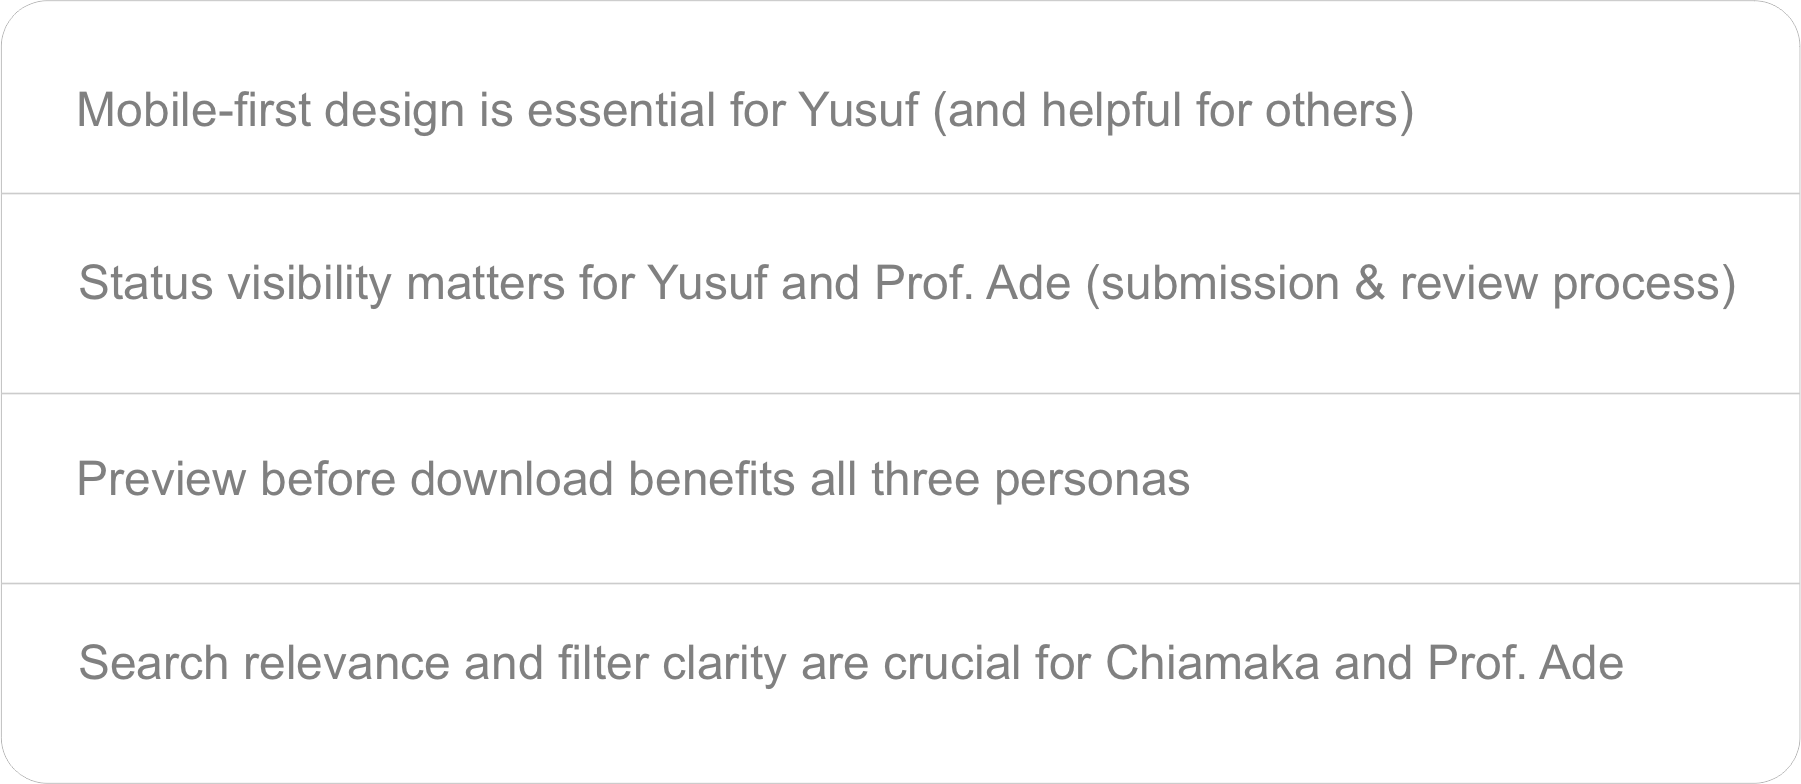 Mobile-first design is essential for Yusuf (and helpful for others)
Status visibility matters for Yusuf and Prof. Ade (submission & review process)
Preview before download benefits all three personas
Search relevance and filter clarity are crucial for Chiamaka and Prof. Ade